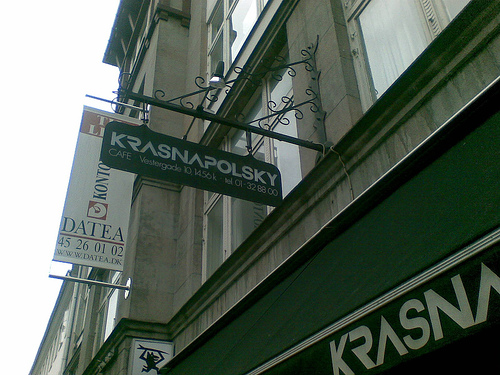 KRASNAPOLSKY
CAFE Vestergade 10, 1456 k tel 01-32 88 00
KONTO
DATEA
45 26 01 02
WWW.DATEA.DK
KRASNA